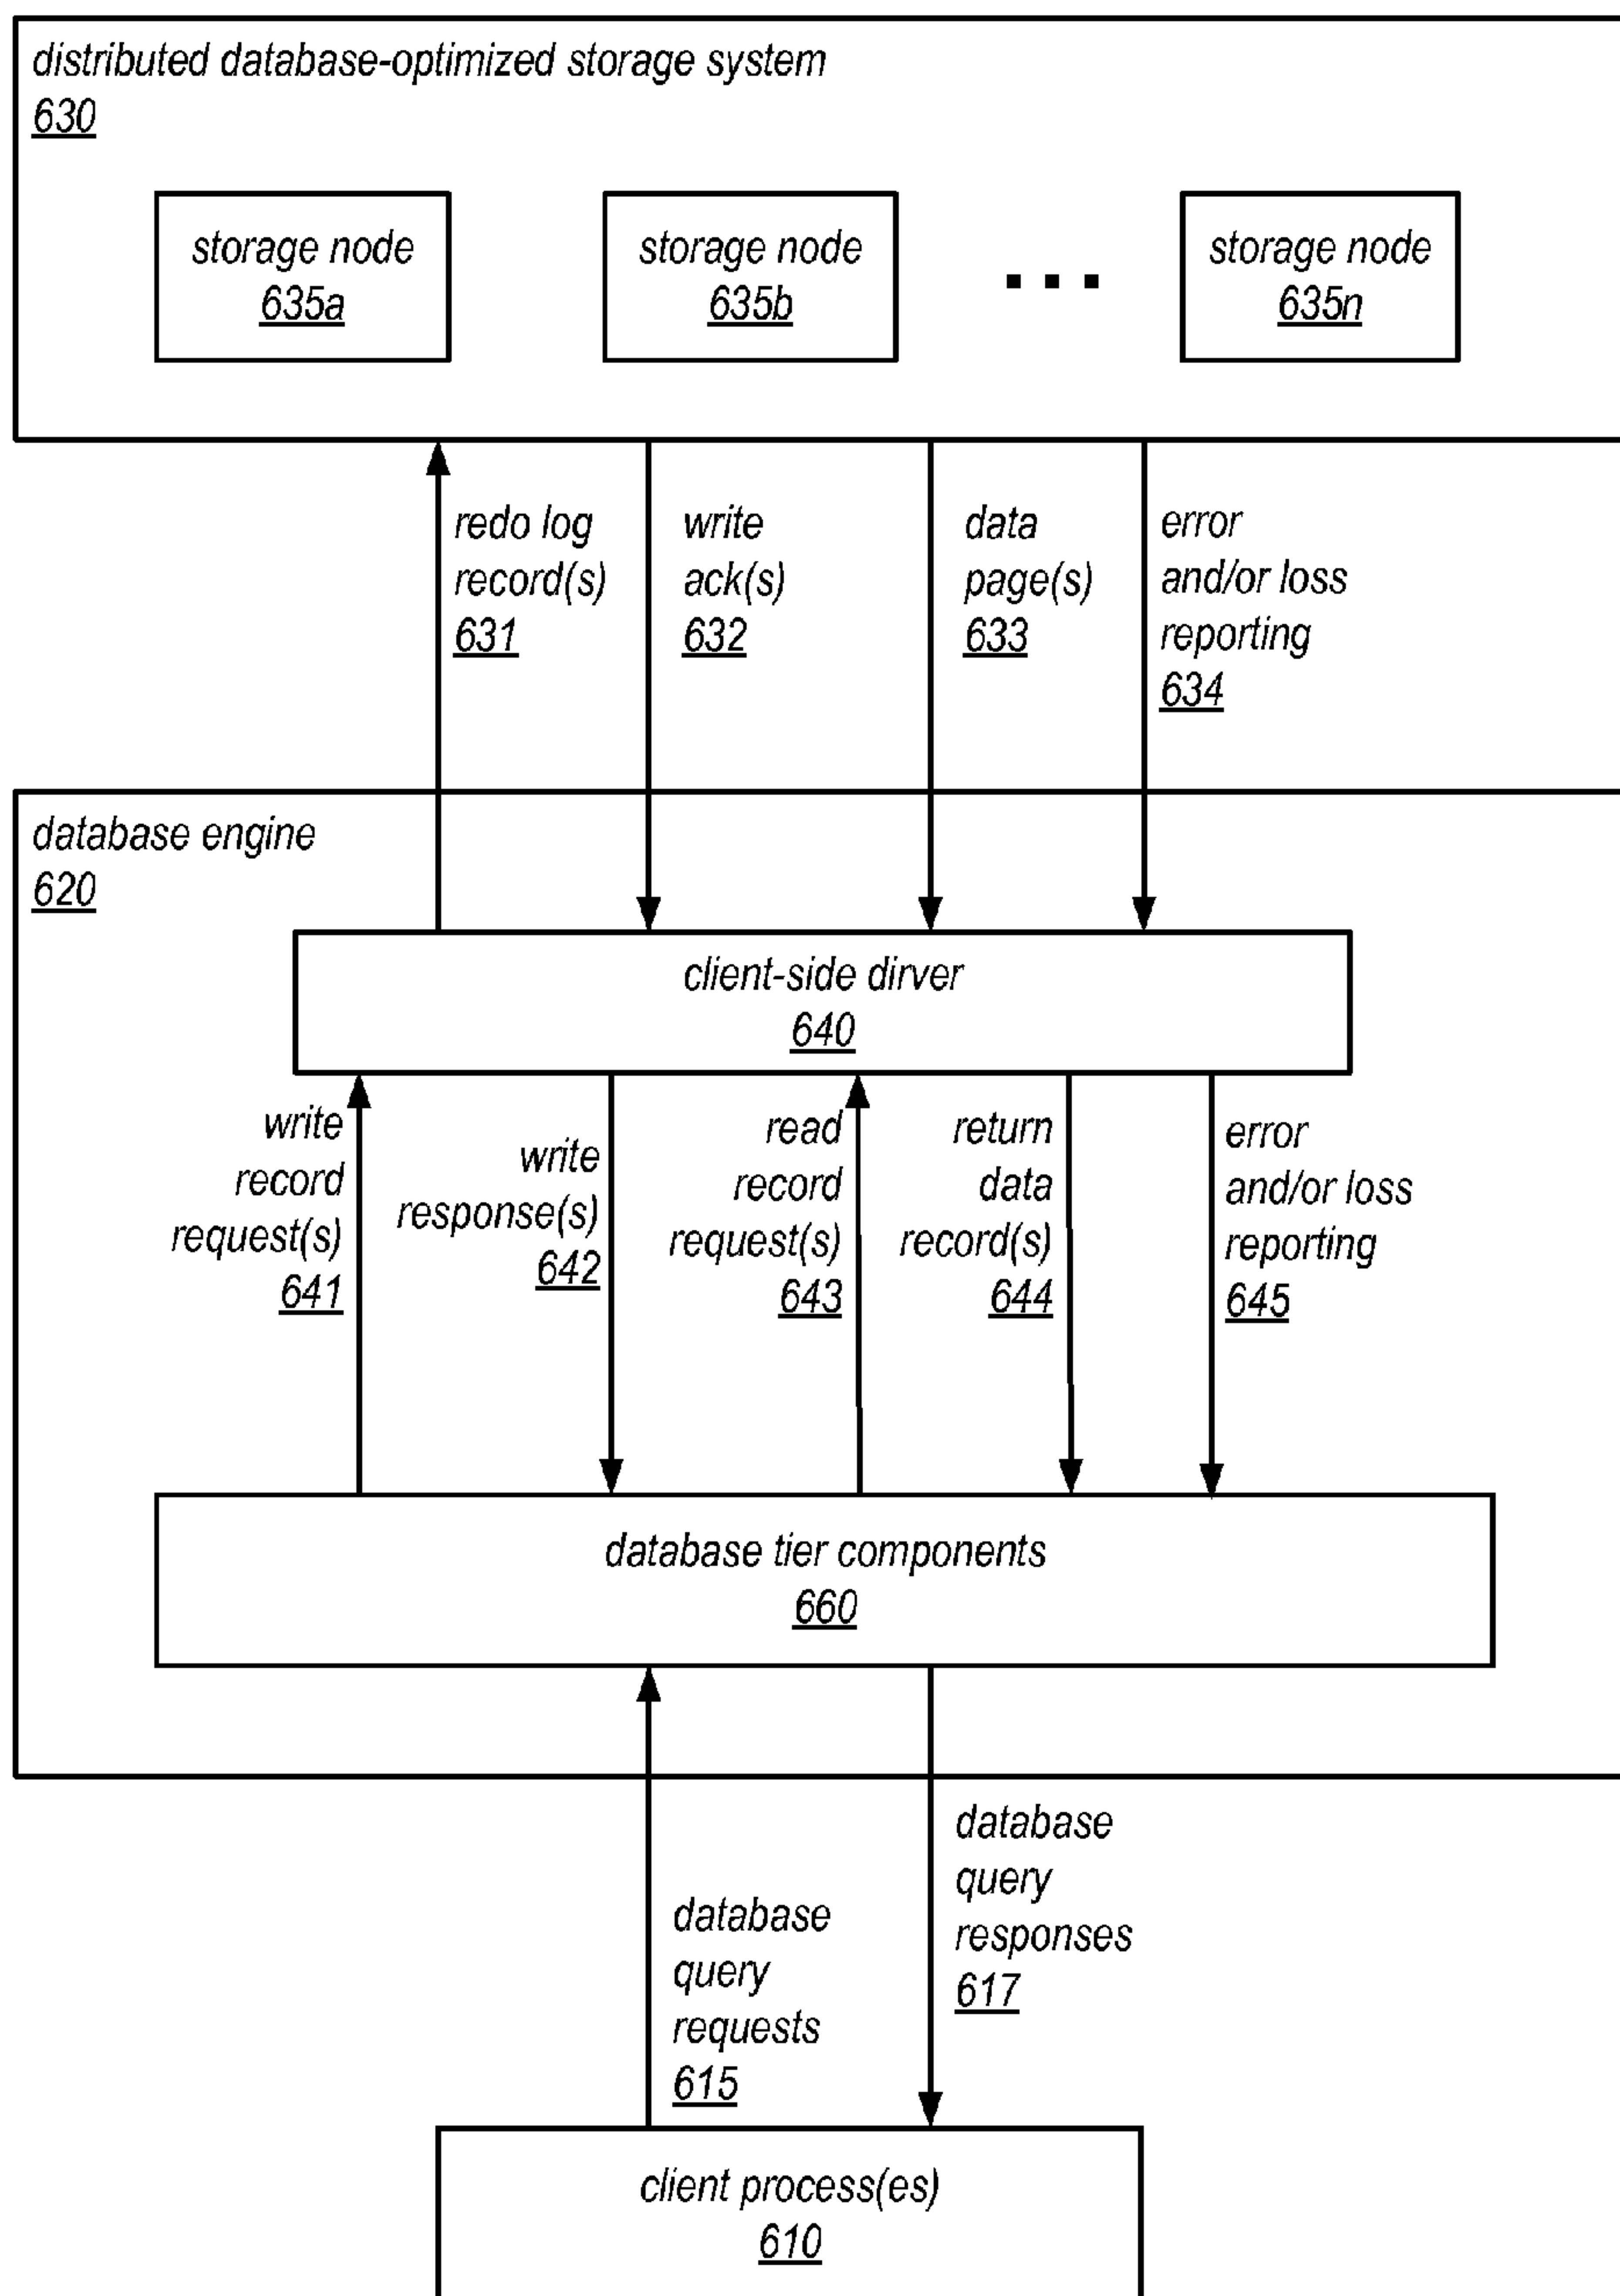 distributed database-optimized storage system
630
storage node
635a
storage node
635b
storage node
635n
redo log
record(s)
631
write
ack(s)
632
data
page(s)
633
error
and/or loss
reporting
634
database engine
620
client-side dirver
640
write
record
request(s)
641
write
response(s)
642
read
record
request(s)
643
return
data
record(s)
644
error
and/or loss
reporting
645
database tier components
660
database
query
requests
615
database
query
responses
617
client process(es)
610